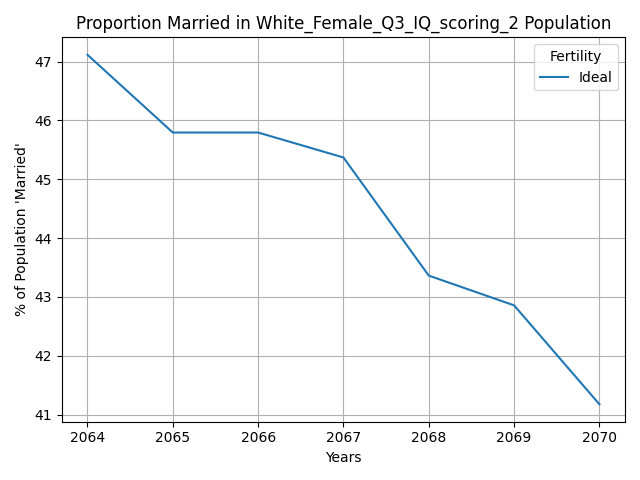 Proportion Married in White_Female_Q3_IQ_scoring_2 Population
Fertility
Ideal
% of Population 'Married'
47
46
45
44
43
42
41
2064 2065 2066 2067 2068 2069 2070
Years